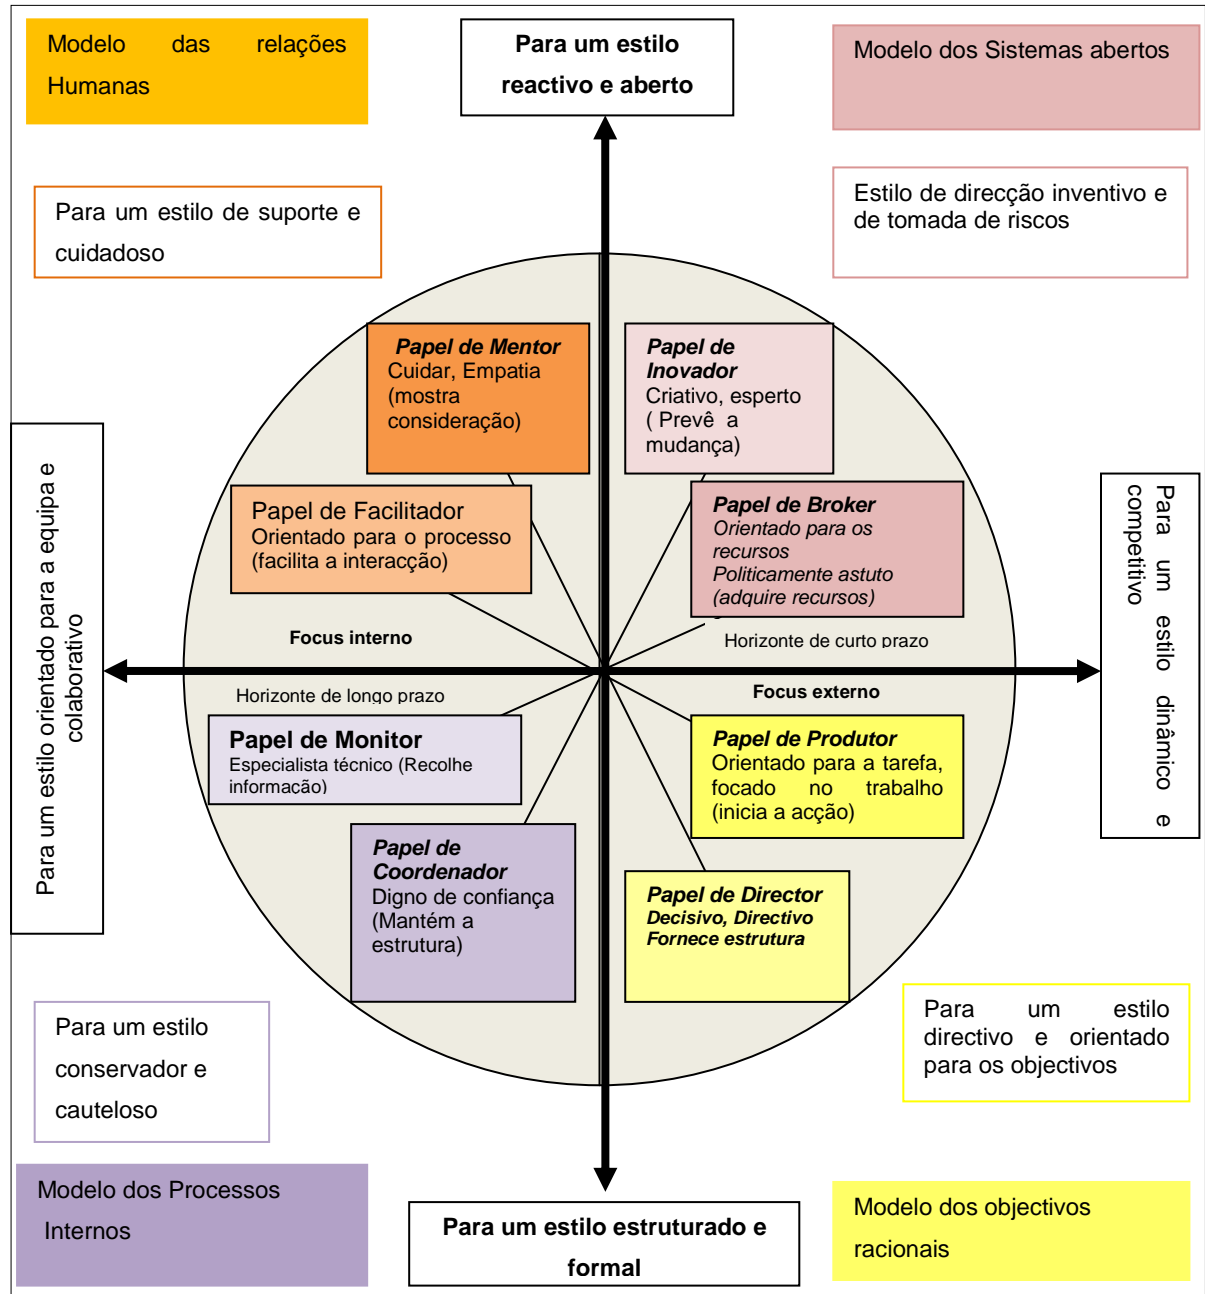 Modelo das relações
Humanas
Para um estilo
reactivo e aberto
Modelo dos Sistemas abertos
Para um estilo de suporte e
cuidadoso
Estilo de direcção inventivo e
de tomada de riscos
Papel de Mentor
Cuidar, Empatia
(mostra
consideração)
Papel de
Inovador
Criativo, esperto
( Prevê a
mudança)
Para um estilo orientado para a equipa e
colaborativo
Papel de Facilitador
Orientado para o processo
(facilita a interacção)
Papel de Broker
Orientado para os
recursos
Politicamente astuto
(adquire recursos)
Para um estilo dinâmico e
competitivo
Focus interno
Horizonte de curto prazo
Horizonte de longo prazo
Focus externo
Papel de Monitor
Especialista técnico (Recolhe
informação)
Papel de Produtor
Orientado para a tarefa,
focado no trabalho
(inicia a acção)
Papel de
Coordenador
Digno de confiança
(Mantém a
estrutura)
Papel de Director
Decisivo, Directivo
Fornece estrutura
Para um estilo
conservador e
cauteloso
Para um estilo
directivo e orientado
para os objectivos
Modelo dos Processos
Internos
Para um estilo estruturado e
formal
Modelo dos objectivos
racionais